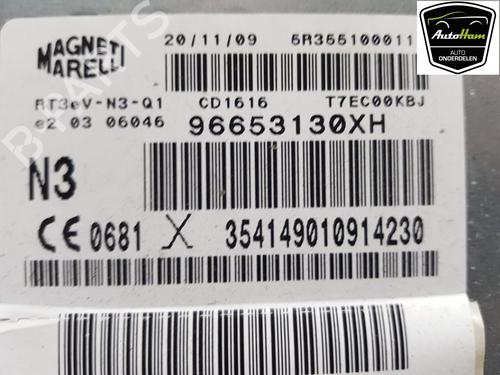 MAGNETI
MARELLI
20/11/09 5R355100011
RT3eV-N3-Q1 CD1616 T7EC00KBJ
e2 03 06046
96653130XH
N3
CE 0681 X 354149010914230
AutoHam
AUTO
ONDERDELEN
B-PARTS